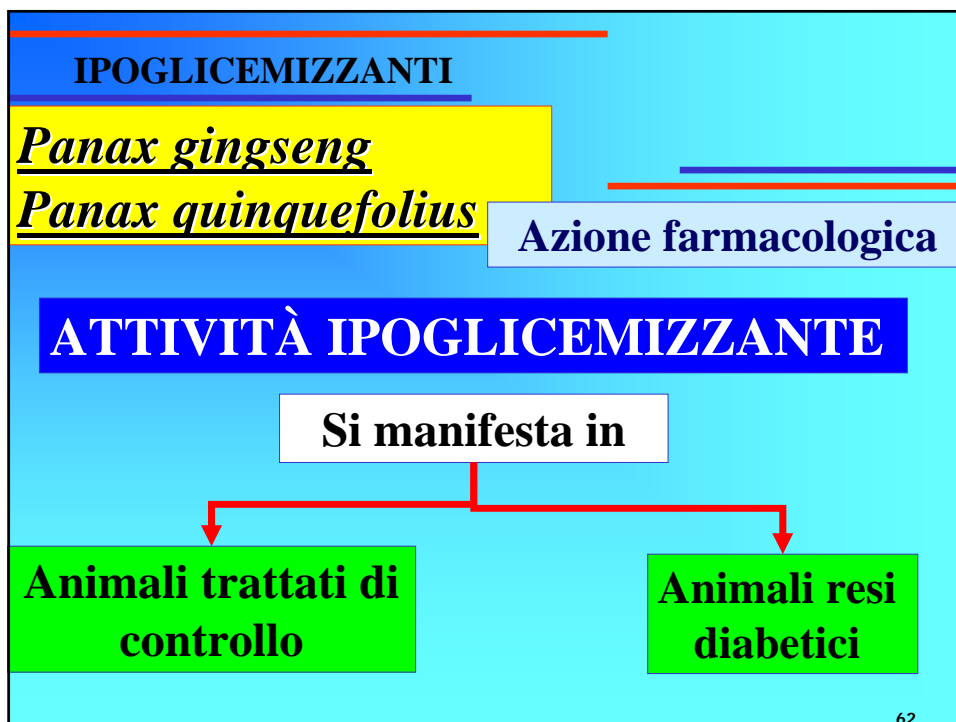 IPOGLICEMIZZANTI
Panax gingseng
Panax quinquefolius
Azione farmacologica
ATTIVITÀ IPOGLICEMIZZANTE
Si manifesta in
Animali trattati di
controllo
Animali resi
diabetici
62